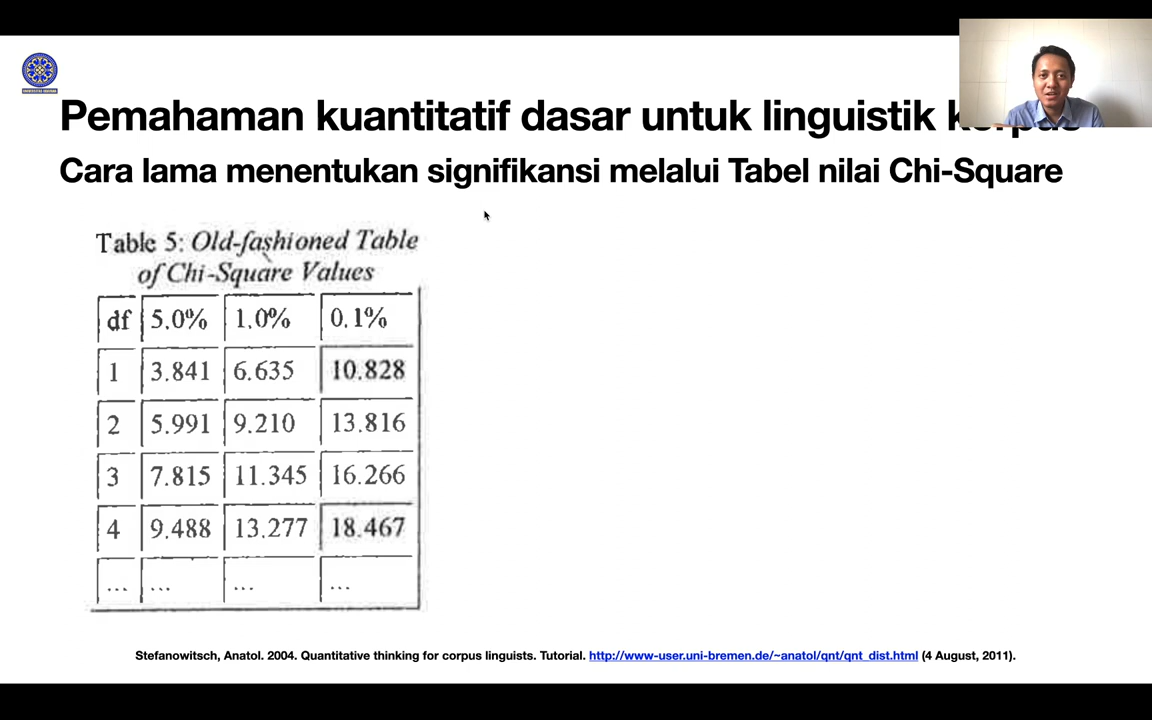 Pemahaman kuantitatif dasar untuk linguistik korpus
Cara lama menentukan signifikansi melalui Tabel nilai Chi-Square
Table 5: Old-fashioned Table
of Chi-Square Values
df 5.0% 1.0% 0.1%
1 3.841 6.635 10.828
2 5.991 9.210 13.816
3 7.815 11.345 16.266
4 9.488 13.277 18.467
... ... ... ...
Stefanowitsch, Anatol. 2004. Quantitative thinking for corpus linguists. Tutorial. http://www-user.uni-bremen.de/~anatol/qnt/qnt_dist.html (4 August, 2011).